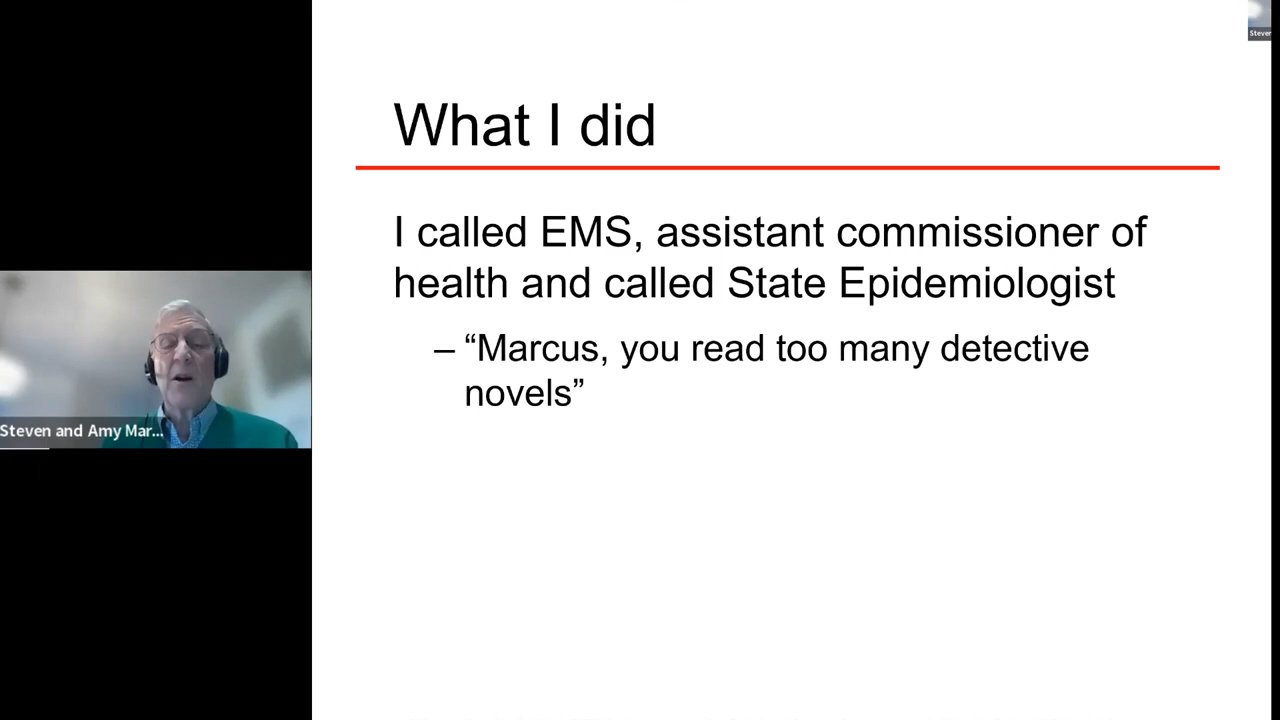 Steven
What I did
I called EMS, assistant commissioner of
health and called State Epidemiologist
– “Marcus, you read too many detective
novels”
Steven and Amy Mar...